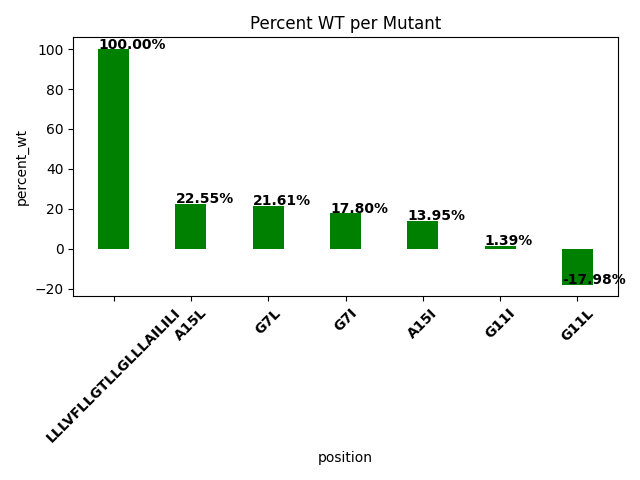 Percent WT per Mutant
percent_wt
100
80
60
40
20
0
−20
100.00%
22.55%
21.61%
17.80%
13.95%
1.39%
-17.98%
LLLVFLLGTLLGLLLAILILI
A15L
G7L
G7I
A15I
G11I
G11L
position